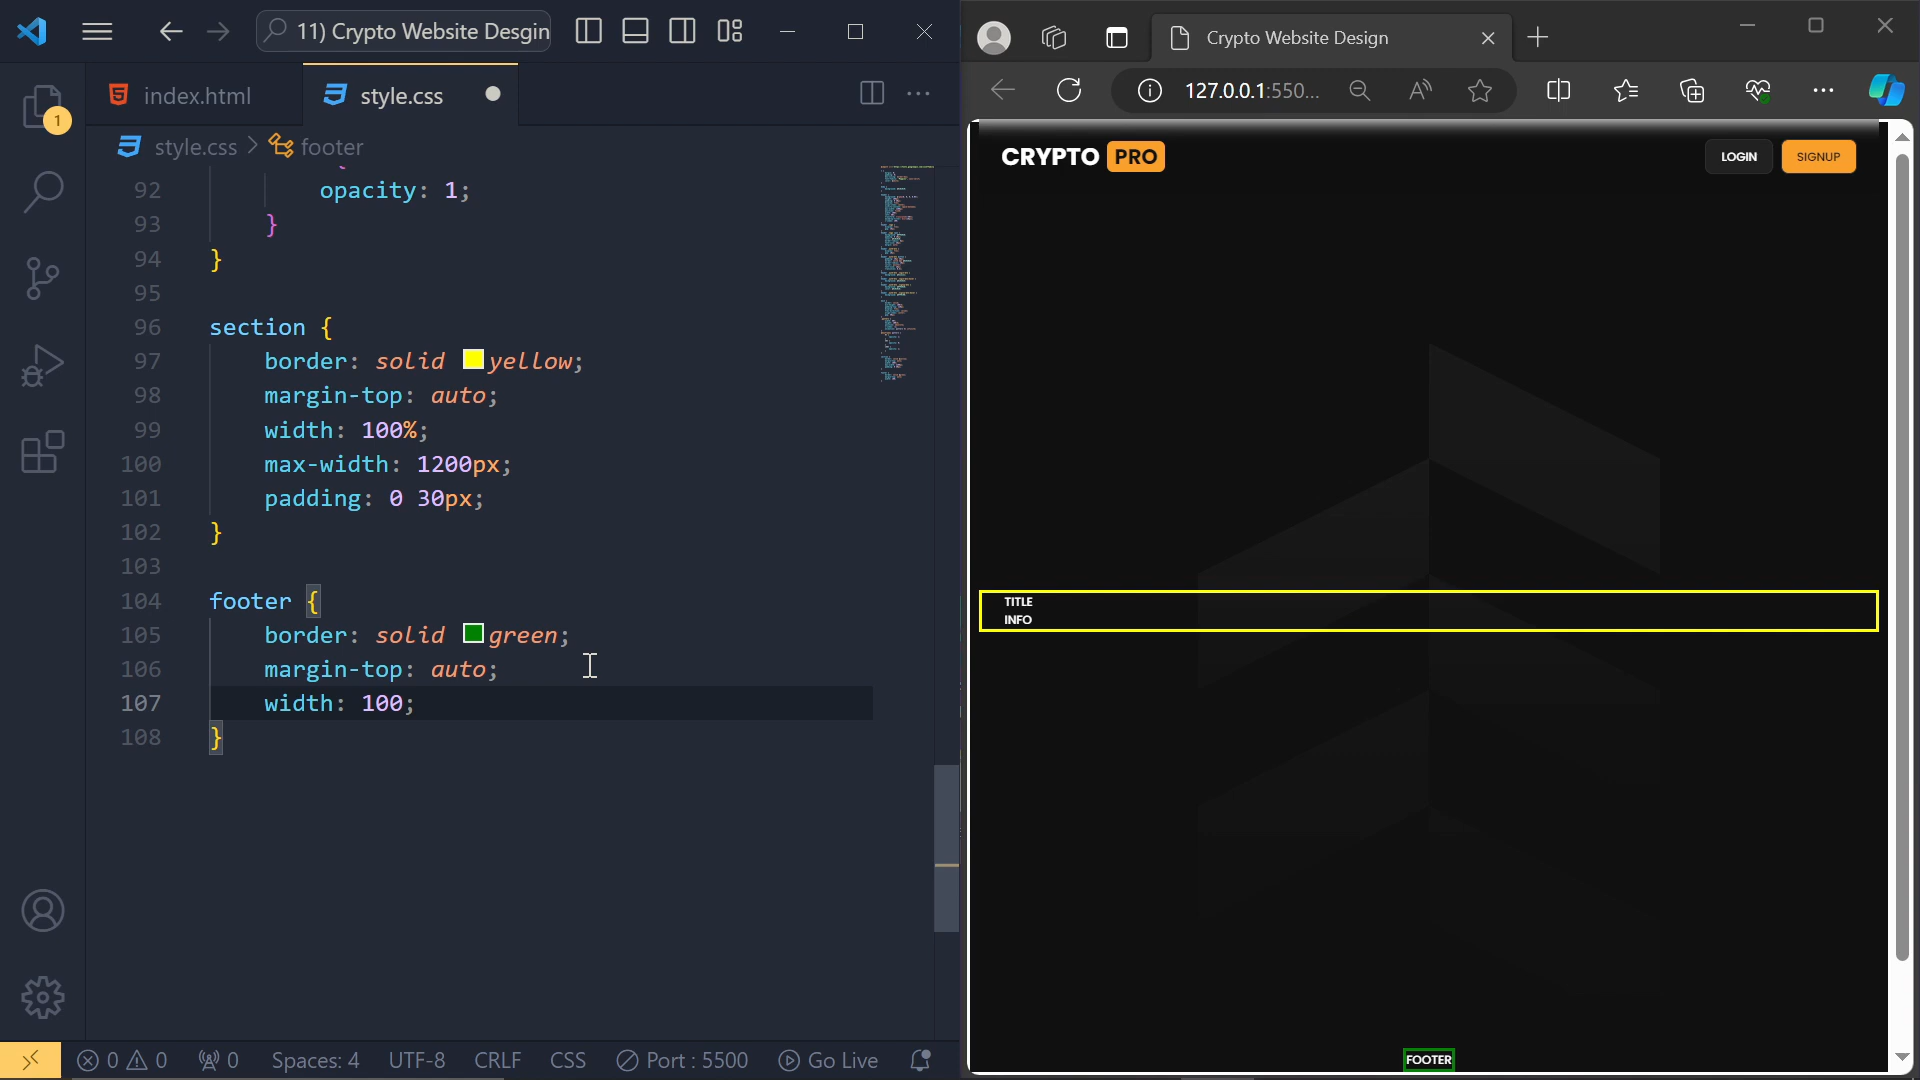 11) Crypto Website Desgin
index.html
style.css
style.css > footer
1
92 opacity: 1;
93 }
94 }
95
96 section {
97 border: solid yellow;
98 margin-top: auto;
99 width: 100%;
100 max-width: 1200px;
101 padding: 0 30px;
102 }
103
104 footer {
105 border: solid green;
106 margin-top: auto;
107 width: 100;
108 }
0 0 0 Spaces: 4 UTF-8 CRLF CSS Port : 5500 Go Live
Crypto Website Design
127.0.0.1:550...
CRYPTO PRO
LOGIN
SIGNUP
TITLE
INFO
FOOTER